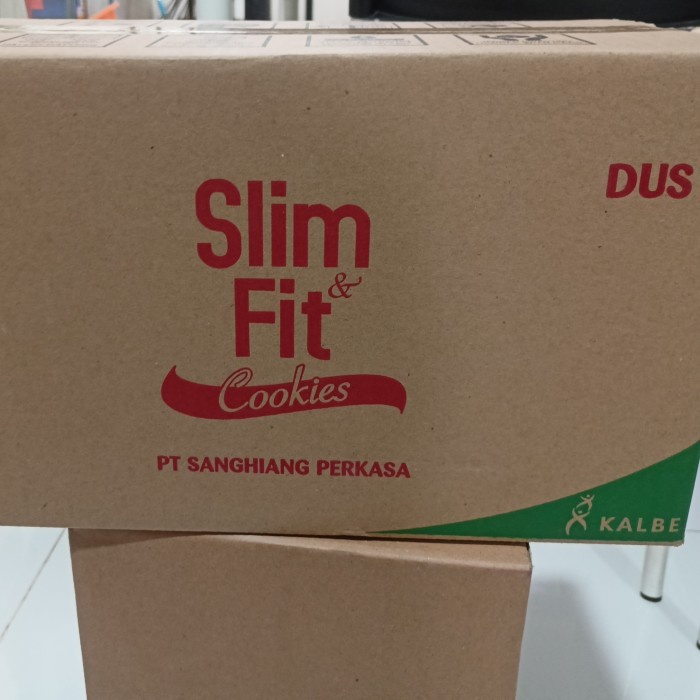 DUS
Slim
&
Fit
Cookies
PT SANGHIANG PERKASA
KALBE